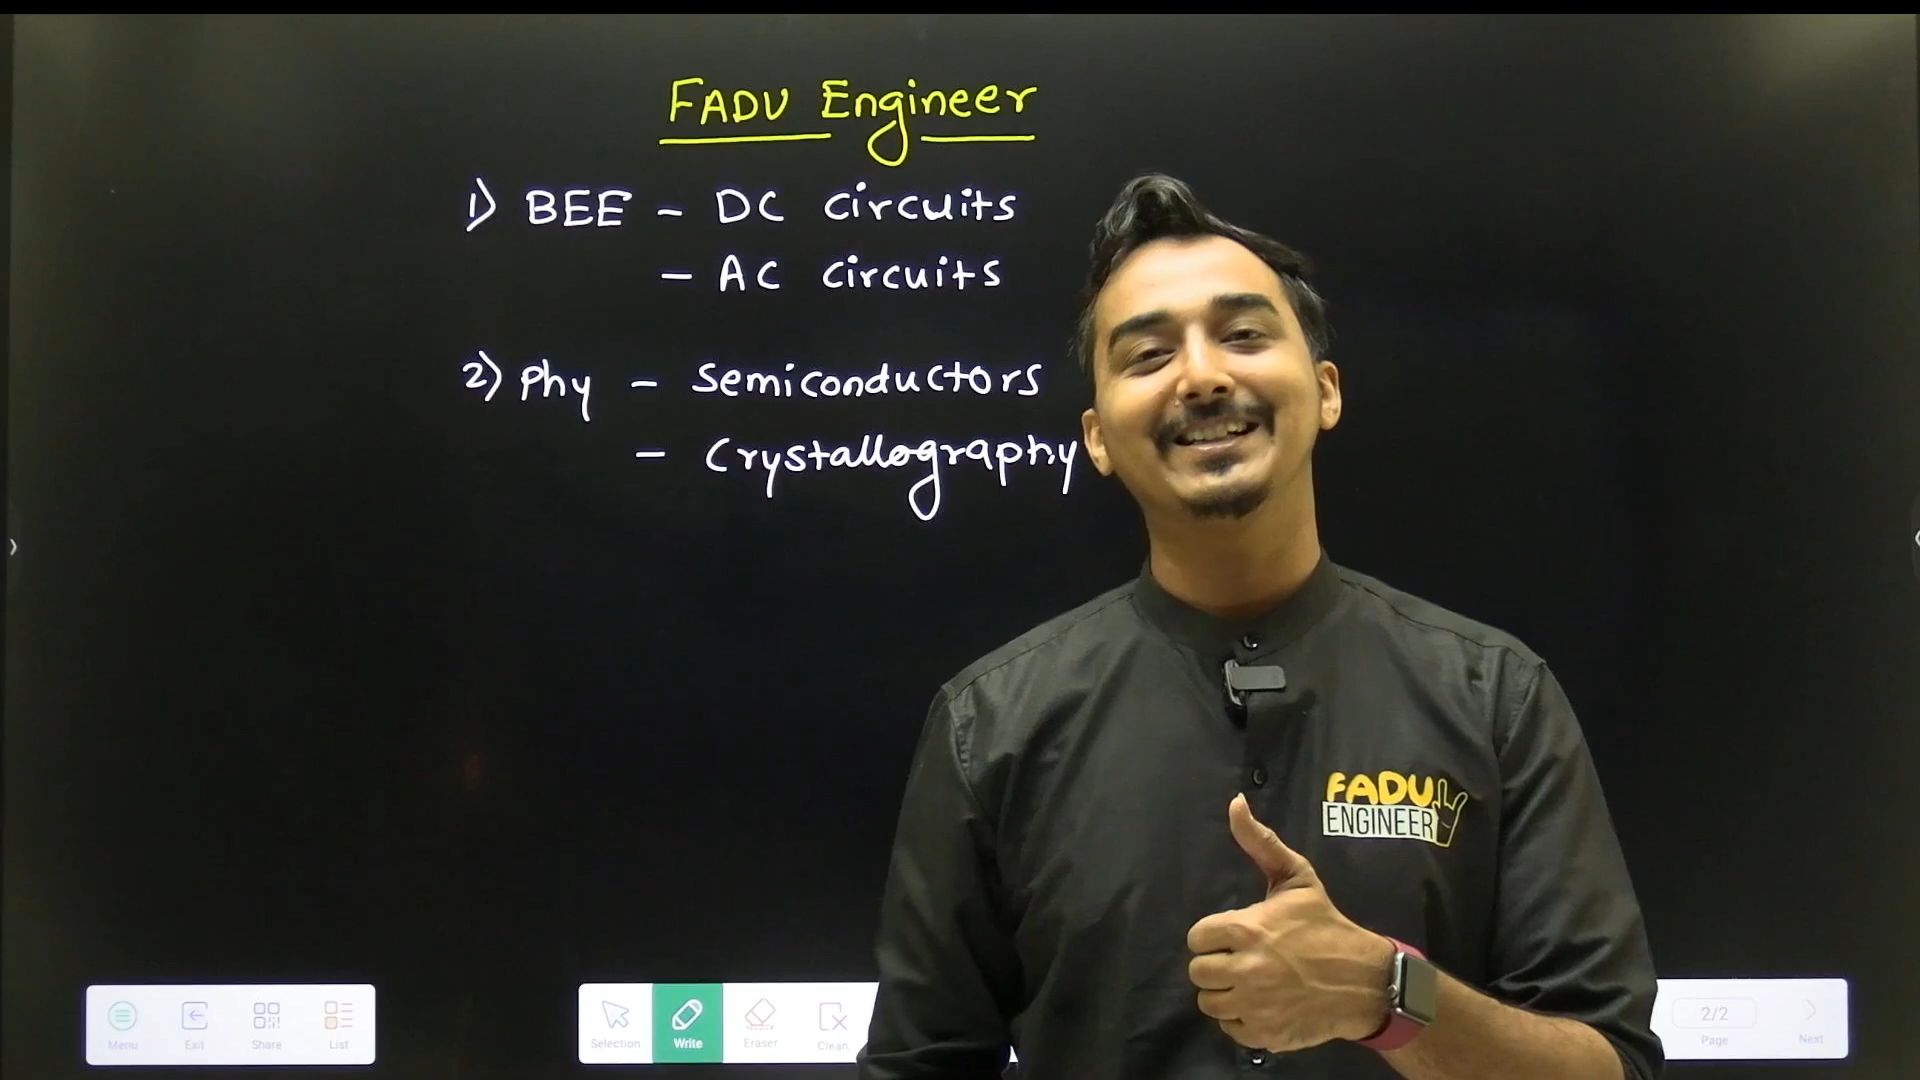 FADU Engineer
1) BEE - DC circuits
- AC circuits
2) Phy - Semiconductors
- Crystallography
FADU
ENGINEER
Menu
Exit
Share
List
Selection
Write
Eraser
Clean
2/2
Page
Next